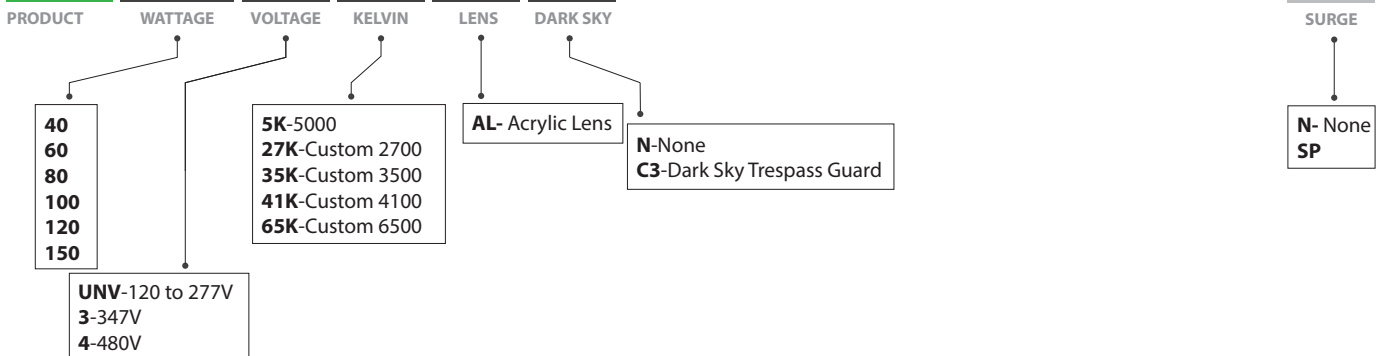 PRODUCT WATTAGE VOLTAGE KELVIN LENS DARK SKY SURGE
40
60
80
100
120
150
UNV-120 to 277V
3-347V
4-480V
5K-5000
27K-Custom 2700
35K-Custom 3500
41K-Custom 4100
65K-Custom 6500
AL- Acrylic Lens
N-None
C3-Dark Sky Trespass Guard
N- None
SP